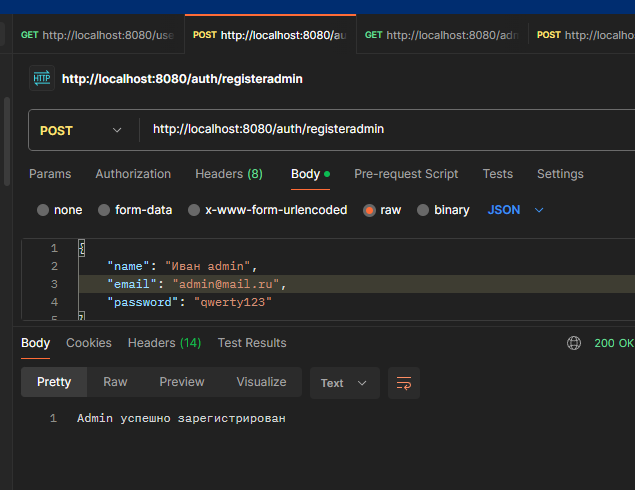 GET http://localhost:8080/use POST http://localhost:8080/au GET http://localhost:8080/adm POST http://loca
HTTP http://localhost:8080/auth/registeradmin
POST http://localhost:8080/auth/registeradmin
Params Authorization Headers (8) Body Pre-request Script Tests Settings
none form-data x-www-form-urlencoded raw binary JSON
1 {
2 "name": "Иван admin",
3 "email": "admin@mail.ru",
4 "password": "qwerty123"
5 }
Body Cookies Headers (14) Test Results 200 OK
Pretty Raw Preview Visualize Text
1 Admin успешно зарегистрирован